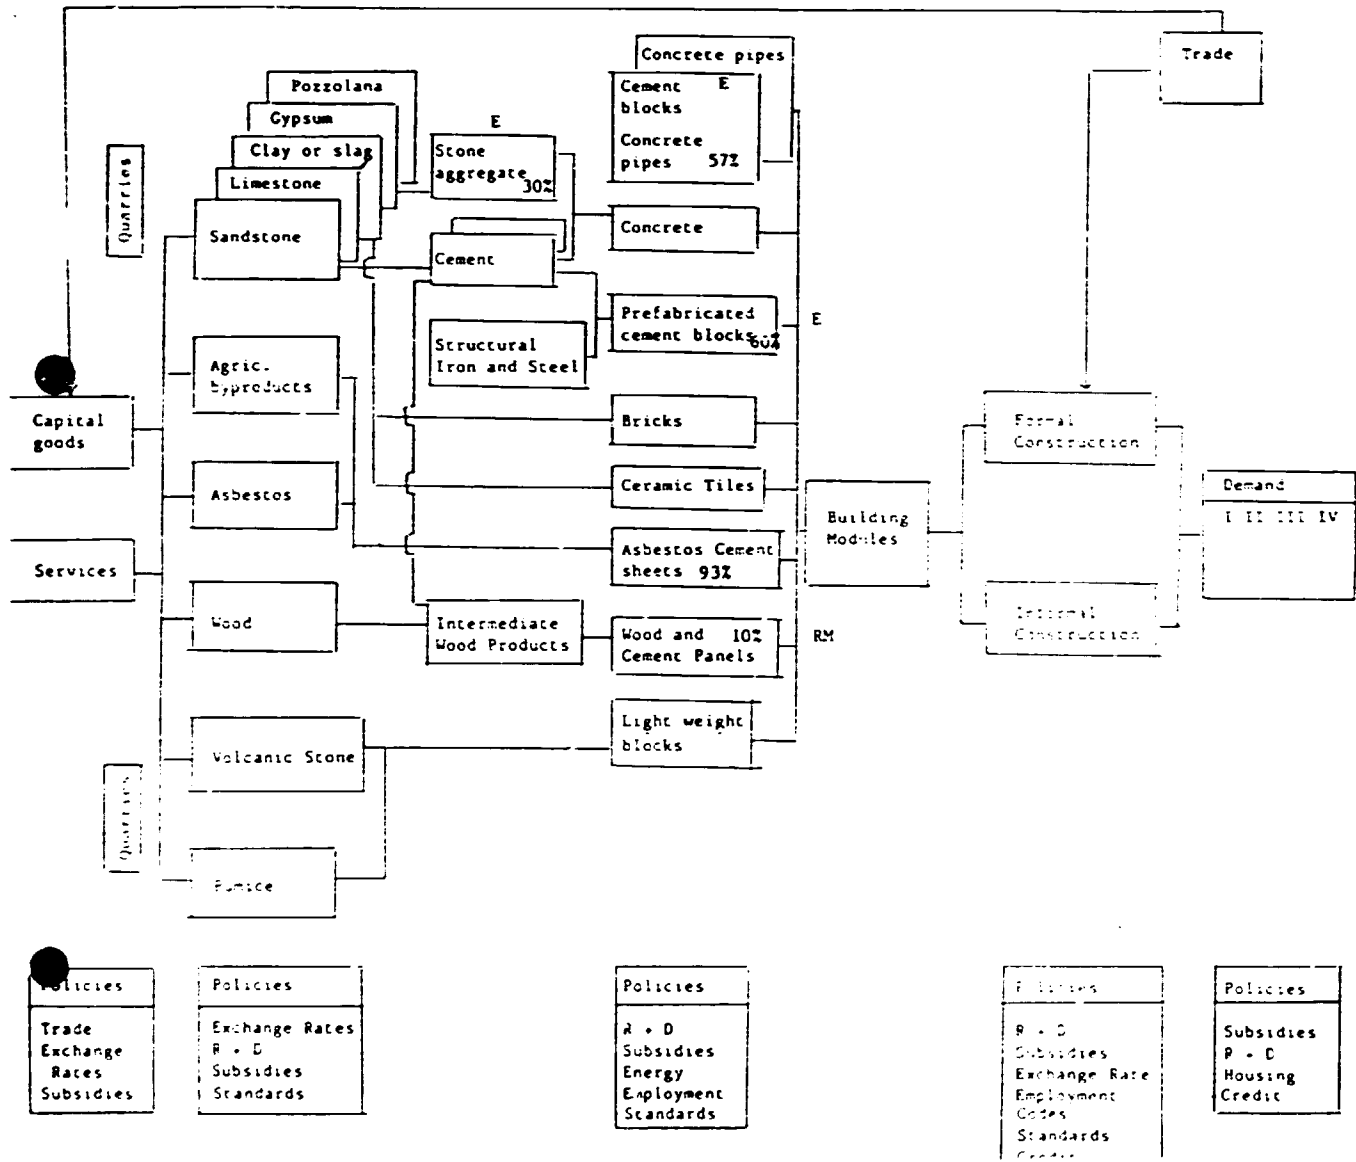 Trade
Concrete pipes
Cement E
blocks
Concrete
pipes 57%
Pozzolana
Gypsum
Clay or slag
Limestone
Sandstone
Quarries
E
Stone
aggregate
30%
Cement
Concrete
Structural
Iron and Steel
Prefabricated
cement blocks
60%
E
Agric.
byproducts
Capital
goods
Bricks
Asbestos
Ceramic Tiles
Building
Modules
Formal
Construction
Demand
I II III IV
Services
Asbestos Cement
sheets 93%
Wood
Intermediate
Wood Products
Wood and 10%
Cement Panels
RM
Informal
Construction
Volcanic Stone
Light weight
blocks
Quarries
Pumice
Policies
Trade
Exchange
Rates
Subsidies
Policies
Exchange Rates
R + D
Subsidies
Standards
Policies
R + D
Subsidies
Energy
Employment
Standards
Policies
R + D
Subsidies
Exchange Rate
Employment
Codes
Standards
Credit
Policies
Subsidies
R + D
Housing
Credit